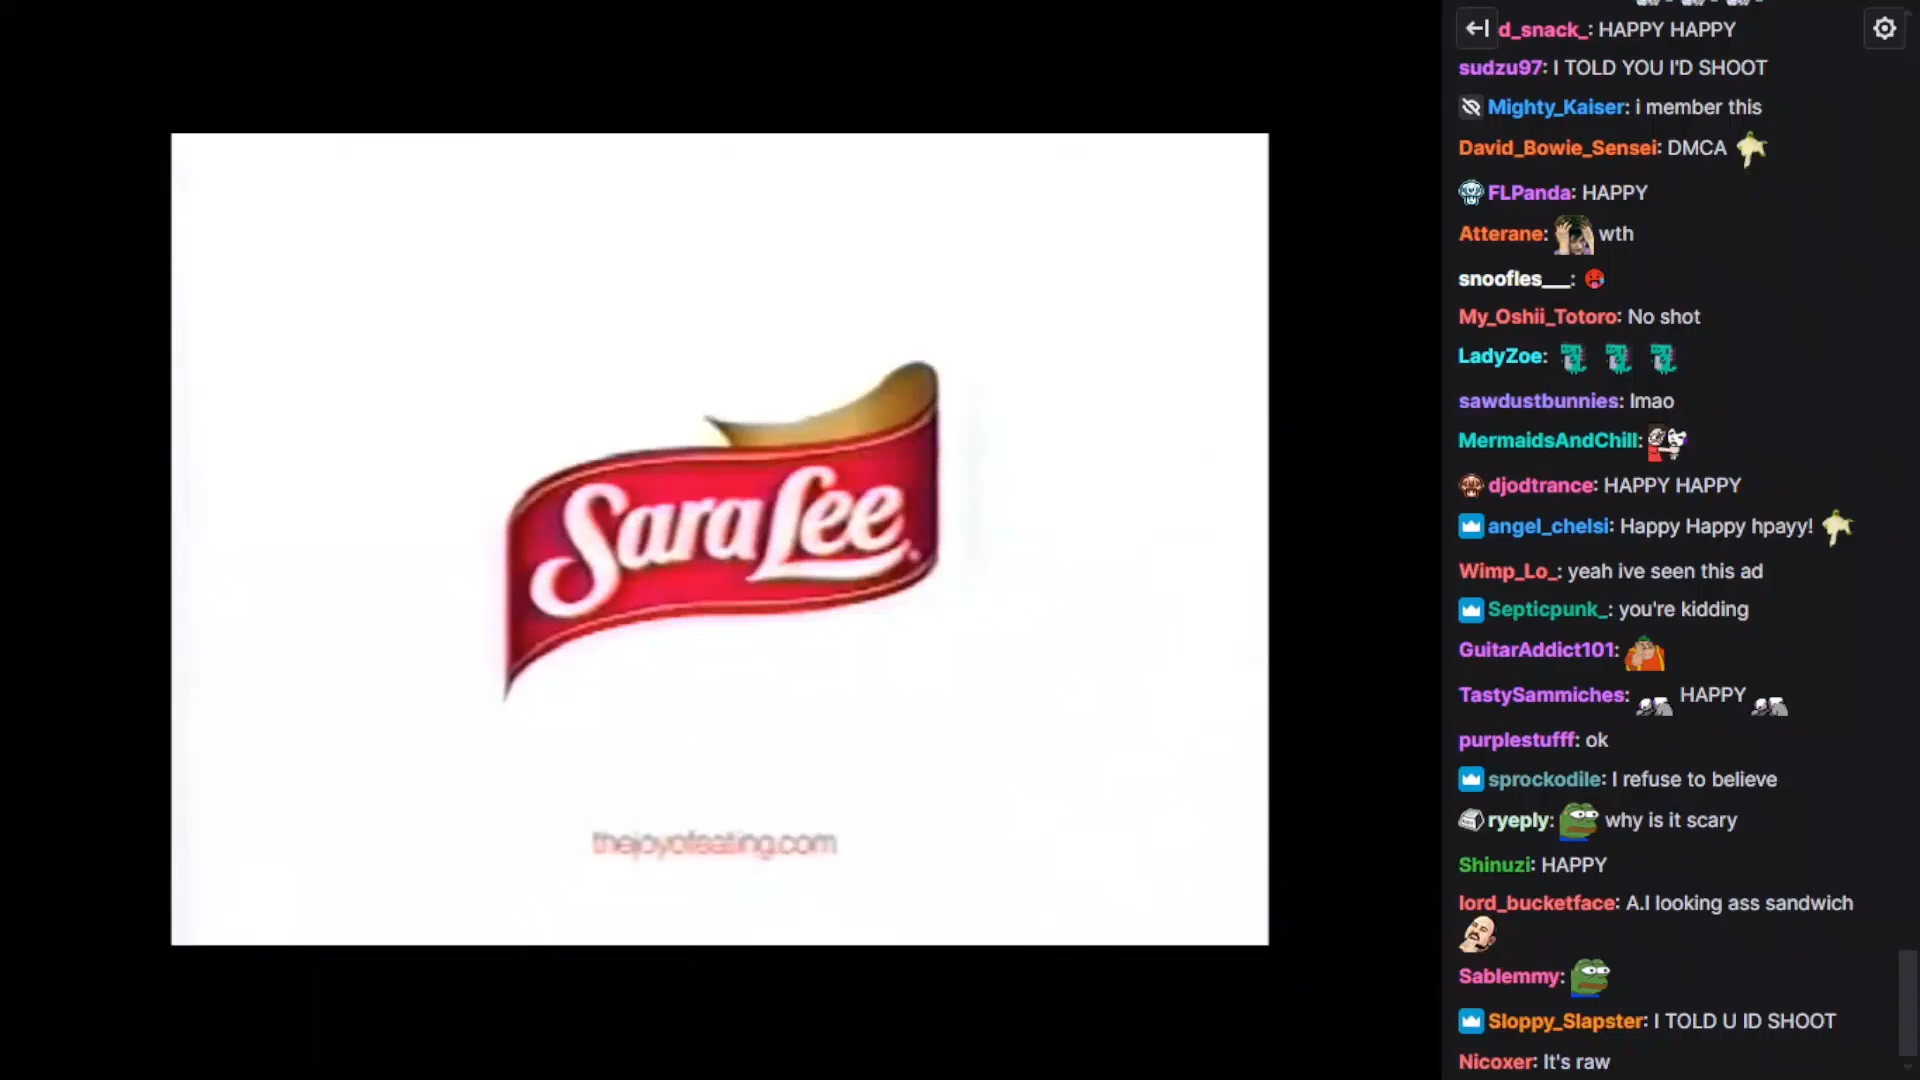 Sara Lee
thejoyofeating.com
d_snack_: HAPPY HAPPY
sudzu97: I TOLD YOU I'D SHOOT
Mighty_Kaiser: i member this
David_Bowie_Sensei: DMCA
FLPanda: HAPPY
Atterane: wth
snoofles___:
My_Oshii_Totoro: No shot
LadyZoe:
sawdustbunnies: lmao
MermaidsAndChill:
djodtrance: HAPPY HAPPY
angel_chelsi: Happy Happy hpayy!
Wimp_Lo_: yeah ive seen this ad
Septicpunk_: you're kidding
GuitarAddict101:
TastySammiches: HAPPY
purplestufff: ok
sprockodile: I refuse to believe
ryeply: why is it scary
Shinuzi: HAPPY
lord_bucketface: A.I looking ass sandwich
Sablemmy:
Sloppy_Slapster: I TOLD U ID SHOOT
Nicoxer: It's raw